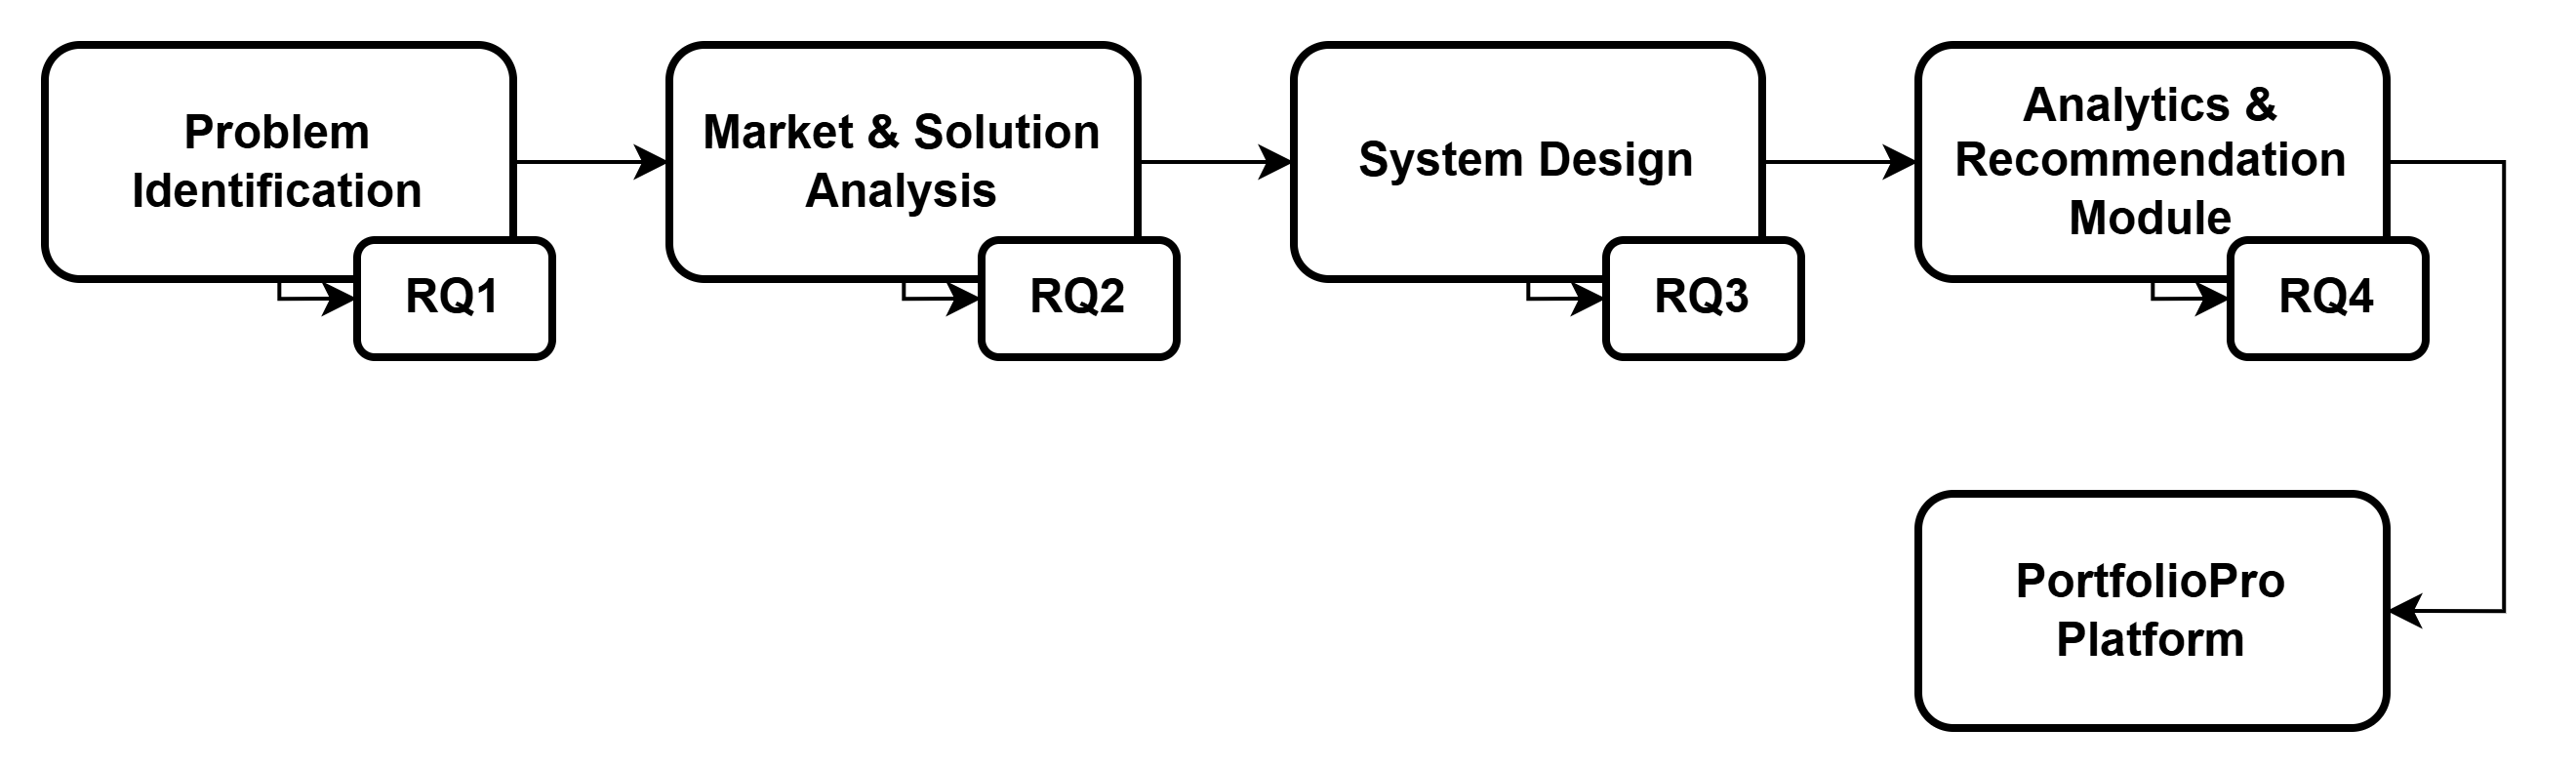 Problem
Identification
RQ1
Market & Solution
Analysis
RQ2
System Design
RQ3
Analytics &
Recommendation
Module
RQ4
PortfolioPro
Platform